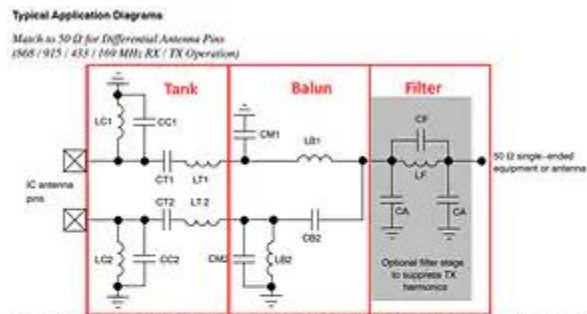 Typical Application Diagrams
Match to 50 Ω for Differential Antenna Pins
(868 / 915 / 433 / 169 MHz RX / TX Operation)
Tank
Balun
Filter
LC1
CC1
CM1
LB1
CF
CT1
LT1
LF
50 Ω single-ended
equipment or antenna
IC antenna
pins
CT2
LT2
CA
CA
CB2
LC2
CC2
CM2
LB2
Optional filter stage
to suppress TX
harmonics